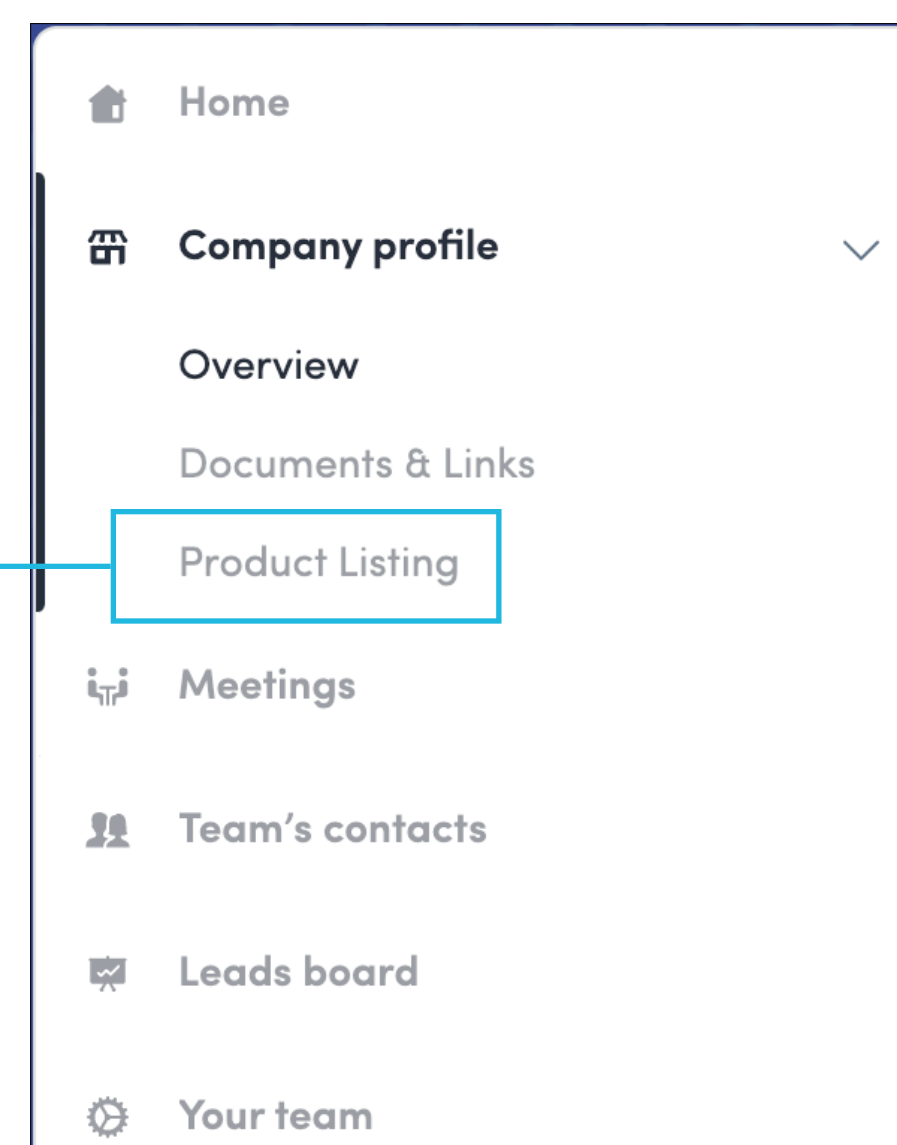 Home
Company profile
Overview
Documents & Links
Product Listing
Meetings
Team’s contacts
Leads board
Your team